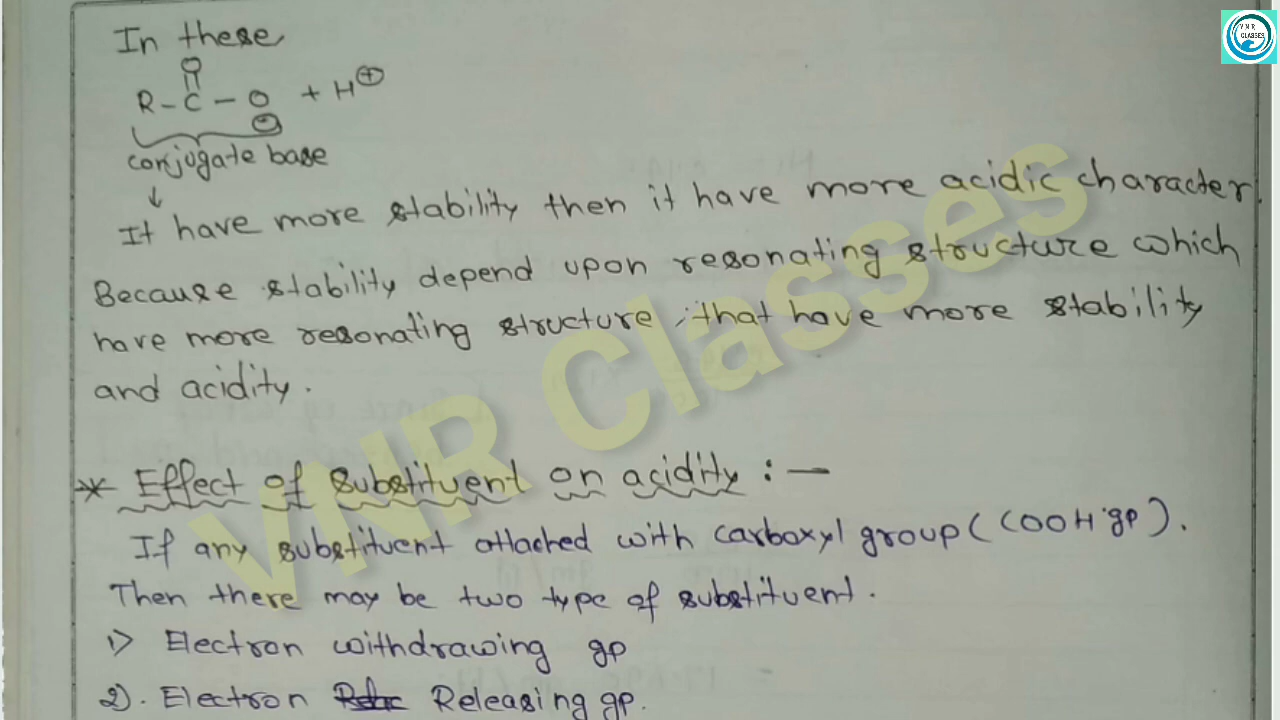 In these
O
R - C - O + H⊕
⊖
conjugate base
↓
It have more stability then it have more acidic character.
Because stability depend upon resonating structure which
have more resonating structure, that have more stability
and acidity.
* Effect of substituent on acidity : —
If any substituent attached with carboxyl group (COOH gp).
Then there may be two type of substituent.
1) Electron withdrawing gp
2). Electron Releasing gp.
VNR Classes
VNR
CLASSES